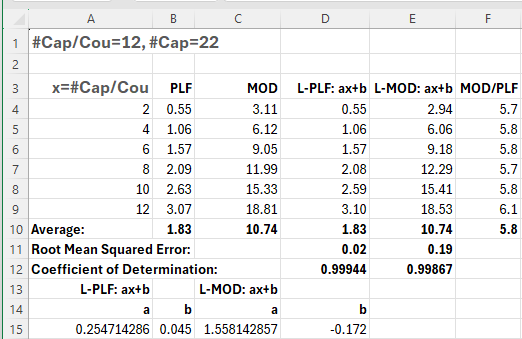 A B C D E F
1 #Cap/Cou=12, #Cap=22
2
3 x=#Cap/Cou PLF MOD L-PLF: ax+b L-MOD: ax+b MOD/PLF
4 2 0.55 3.11 0.55 2.94 5.7
5 4 1.06 6.12 1.06 6.06 5.8
6 6 1.57 9.05 1.57 9.18 5.8
7 8 2.09 11.99 2.08 12.29 5.7
8 10 2.63 15.33 2.59 15.41 5.8
9 12 3.07 18.81 3.10 18.53 6.1
10 Average: 1.83 10.74 1.83 10.74 5.8
11 Root Mean Squared Error: 0.02 0.19
12 Coefficient of Determination: 0.99944 0.99867
13 L-PLF: ax+b L-MOD: ax+b
14 a b a b
15 0.254714286 0.045 1.558142857 -0.172